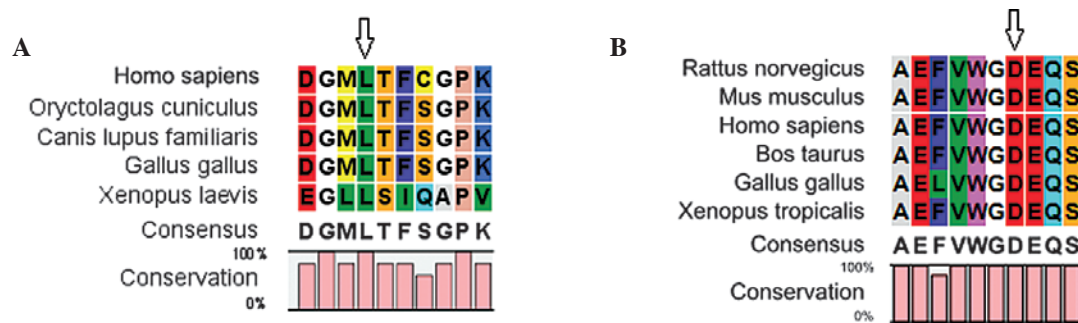 A
Homo sapiens DGMLTFCGPK
Oryctolagus cuniculus DGMLTFSGPK
Canis lupus familiaris DGMLTFSGPK
Gallus gallus DGMLTFSGPK
Xenopus laevis EGLLSIQAPV
Consensus DGMLTFSGPK
100%
Conservation
0%
B
Rattus norvegicus AEFVWGDEQS
Mus musculus AEFVWGDEQS
Homo sapiens AEFVWGDEQS
Bos taurus AEFVWGDEQS
Gallus gallus AELVWGDEQS
Xenopus tropicalis AEFVWGDEQS
Consensus AEFVWGDEQS
100%
Conservation
0%